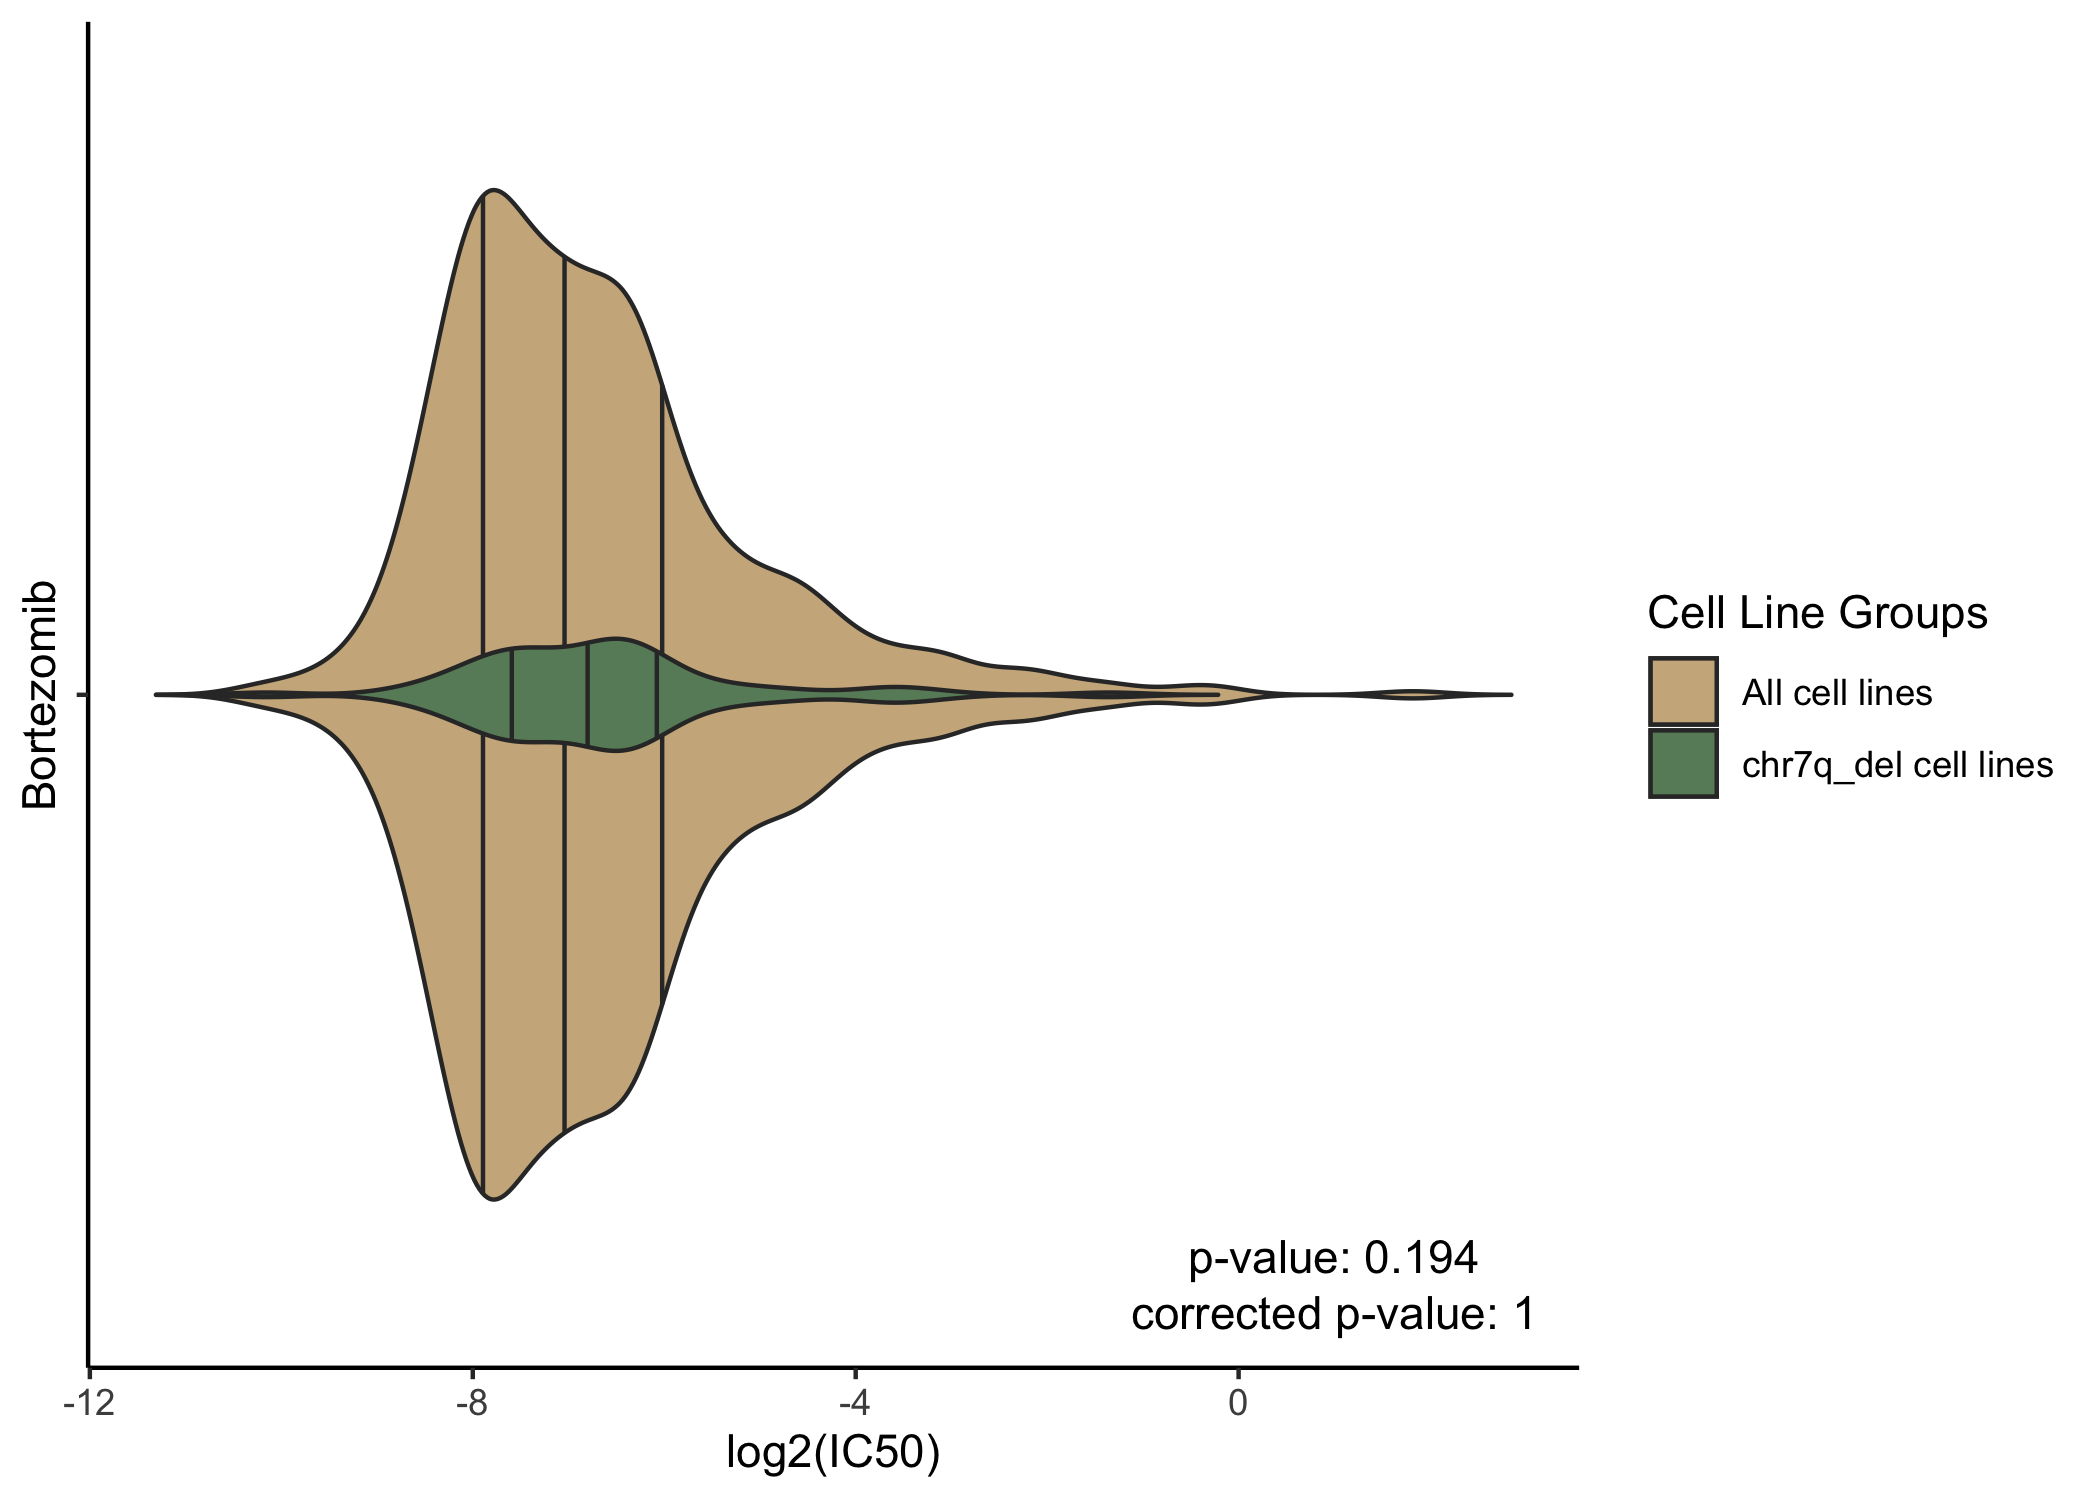 Bortezomib
Cell Line Groups
All cell lines
chr7q_del cell lines
p-value: 0.194
corrected p-value: 1
-12 -8 -4 0
log2(IC50)